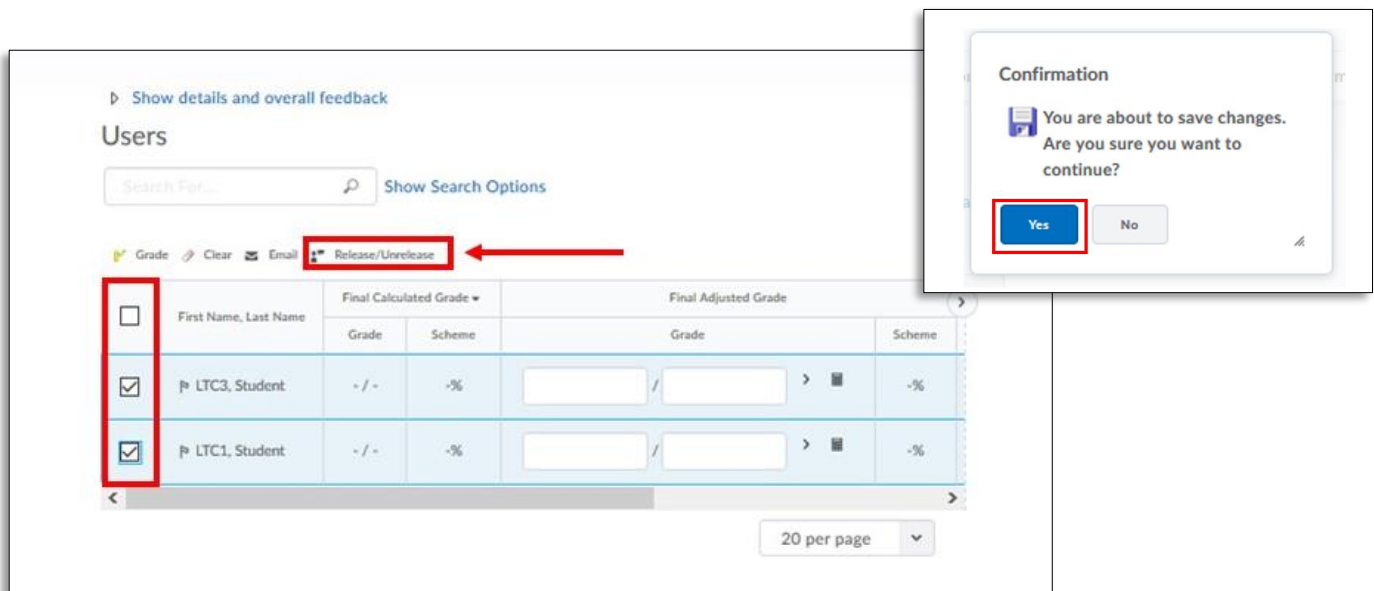 Show details and overall feedback
Users
Search For...
Show Search Options
Grade Clear Email Release/Unrelease
First Name, Last Name
Final Calculated Grade
Final Adjusted Grade
Grade Scheme Grade Scheme
LTC3, Student - / - -% / -%
LTC1, Student - / - -% / -%
20 per page
Confirmation
You are about to save changes.
Are you sure you want to
continue?
Yes No